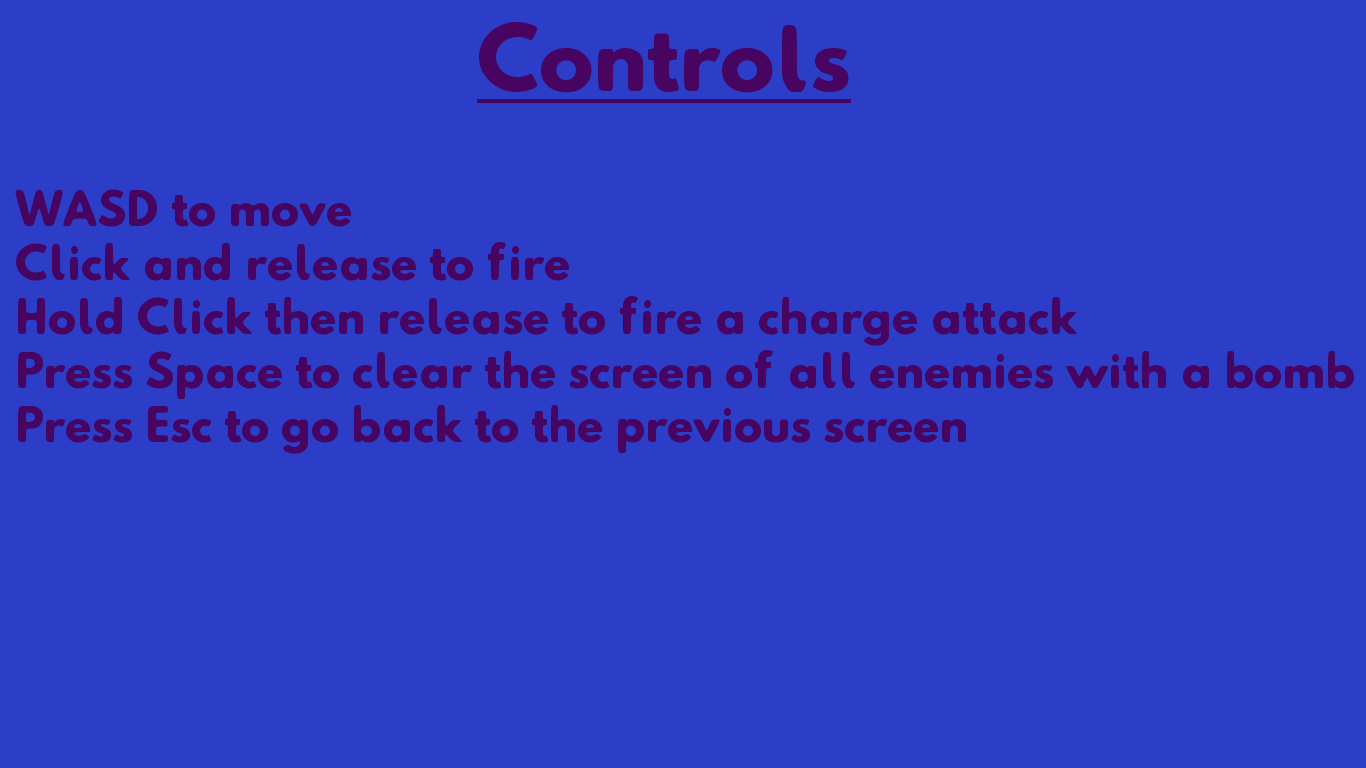 Controls
WASD to move
Click and release to fire
Hold Click then release to fire a charge attack
Press Space to clear the screen of all enemies with a bomb
Press Esc to go back to the previous screen